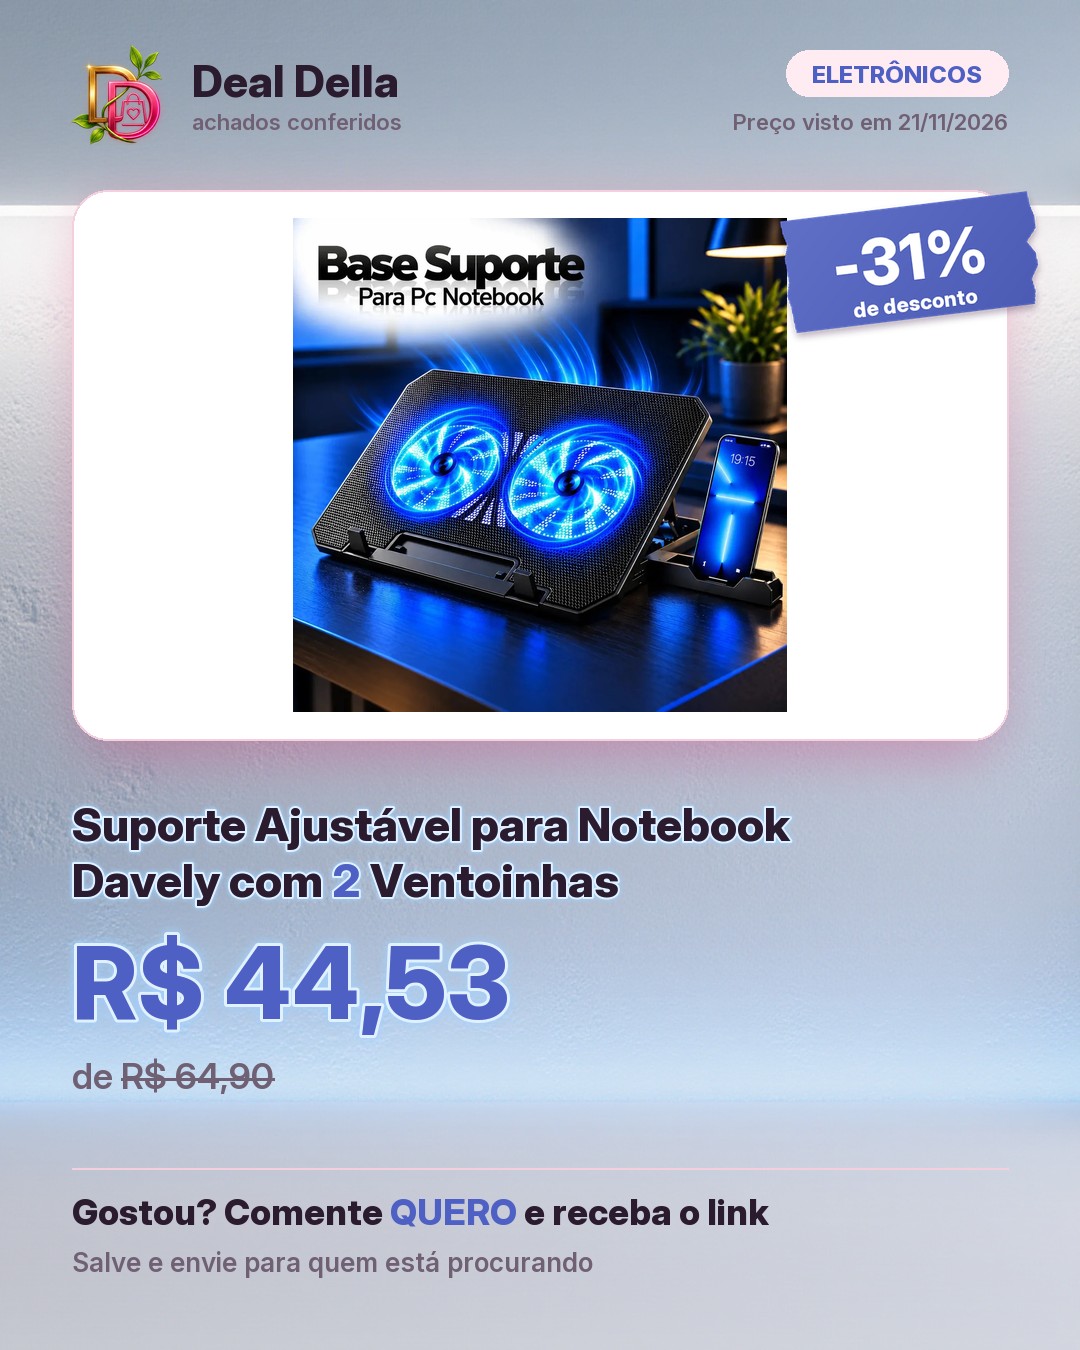 Deal Della
achados conferidos
ELETRÔNICOS
Preço visto em 21/11/2026
-31%
de desconto
Base Suporte
Para Pc Notebook
19:15
Suporte Ajustável para Notebook
Davely com 2 Ventoinhas
R$ 44,53
de R$ 64,90
Gostou? Comente QUERO e receba o link
Salve e envie para quem está procurando